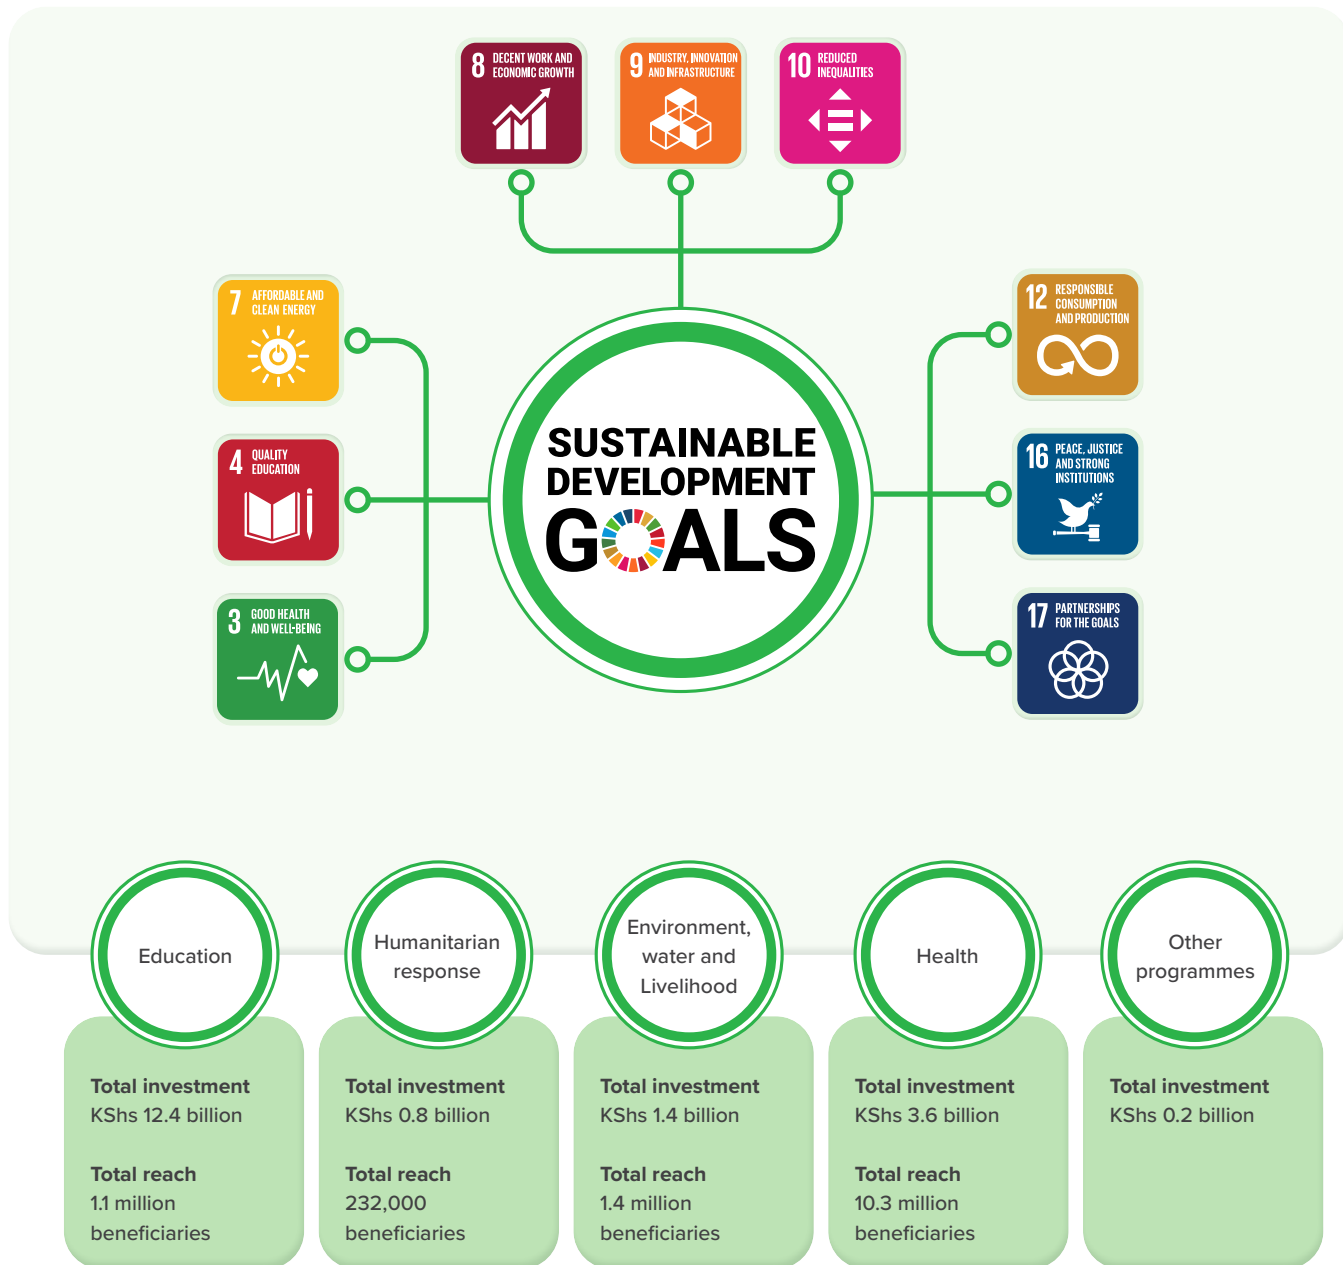 8 DECENT WORK AND
ECONOMIC GROWTH
9 INDUSTRY, INNOVATION
AND INFRASTRUCTURE
10 REDUCED
INEQUALITIES
7 AFFORDABLE AND
CLEAN ENERGY
4 QUALITY
EDUCATION
3 GOOD HEALTH
AND WELL-BEING
SUSTAINABLE
DEVELOPMENT
GOALS
12 RESPONSIBLE
CONSUMPTION
AND PRODUCTION
16 PEACE, JUSTICE
AND STRONG
INSTITUTIONS
17 PARTNERSHIPS
FOR THE GOALS
Education
Total investment
KShs 12.4 billion
Total reach
1.1 million
beneficiaries
Humanitarian
response
Total investment
KShs 0.8 billion
Total reach
232,000
beneficiaries
Environment,
water and
Livelihood
Total investment
KShs 1.4 billion
Total reach
1.4 million
beneficiaries
Health
Total investment
KShs 3.6 billion
Total reach
10.3 million
beneficiaries
Other
programmes
Total investment
KShs 0.2 billion